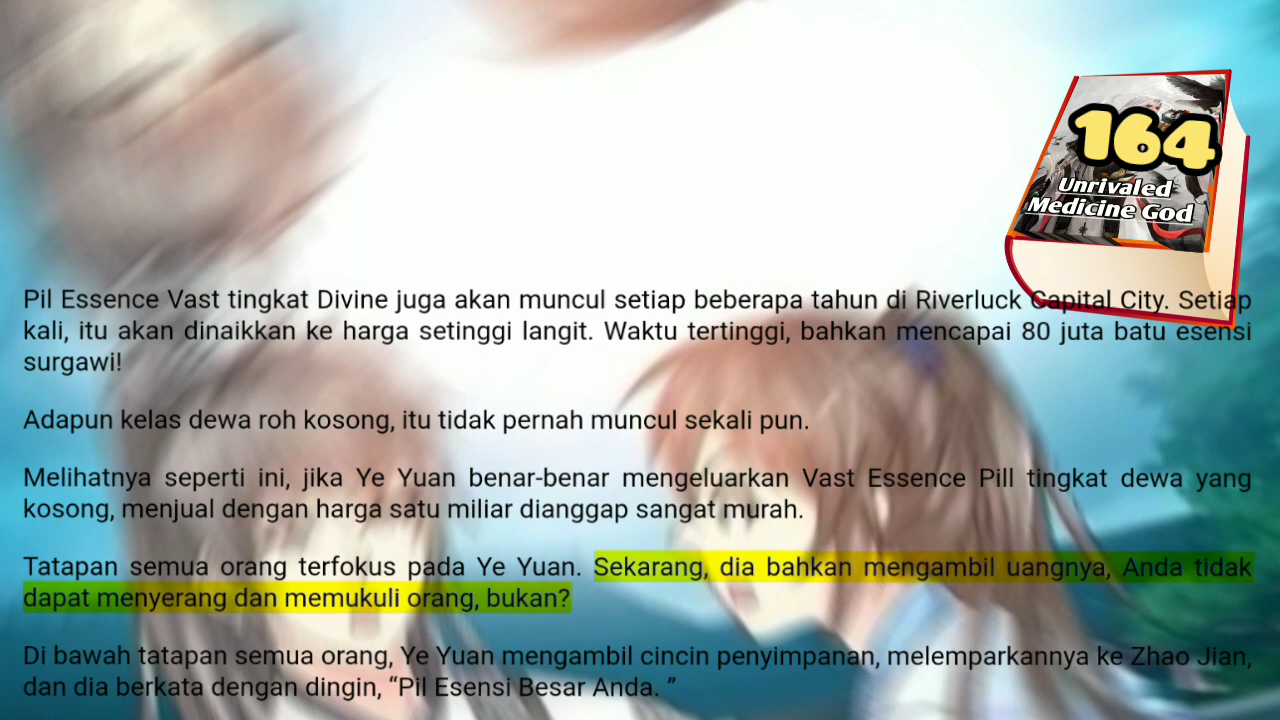 164
Unrivaled
Medicine God
Pil Essence Vast tingkat Divine juga akan muncul setiap beberapa tahun di Riverluck Capital City. Setiap
kali, itu akan dinaikkan ke harga setinggi langit. Waktu tertinggi, bahkan mencapai 80 juta batu esensi
surgawi!
Adapun kelas dewa roh kosong, itu tidak pernah muncul sekali pun.
Melihatnya seperti ini, jika Ye Yuan benar-benar mengeluarkan Vast Essence Pill tingkat dewa yang
kosong, menjual dengan harga satu miliar dianggap sangat murah.
Tatapan semua orang terfokus pada Ye Yuan. Sekarang, dia bahkan mengambil uangnya, Anda tidak
dapat menyerang dan memukuli orang, bukan?
Di bawah tatapan semua orang, Ye Yuan mengambil cincin penyimpanan, melemparkannya ke Zhao Jian,
dan dia berkata dengan dingin, “Pil Esensi Besar Anda. ”